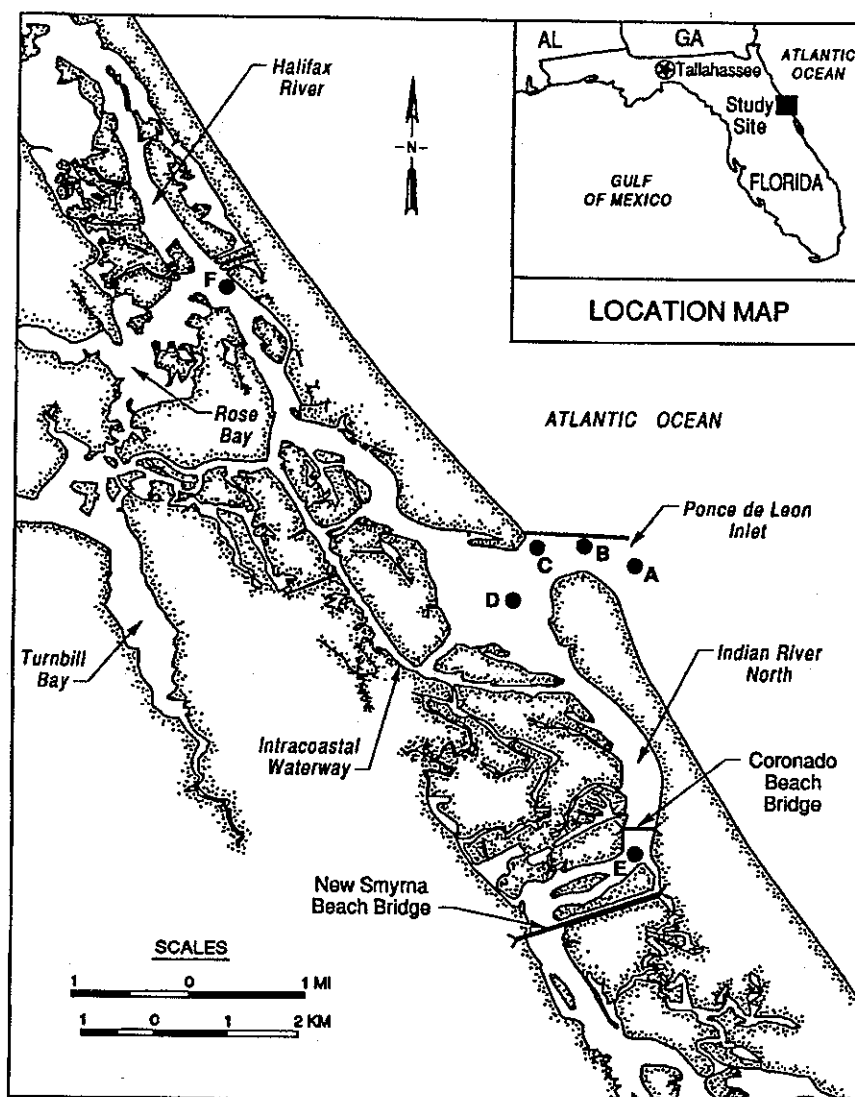 Halifax
River
-N-
AL
GA
ATLANTIC
OCEAN
Tallahassee
Study
Site
GULF
OF MEXICO
FLORIDA
LOCATION MAP
F
Rose
Bay
ATLANTIC OCEAN
Ponce de Leon
Inlet
C
B
A
D
Turnbill
Bay
Indian River
North
Intracoastal
Waterway
Coronado
Beach
Bridge
E
New Smyrna
Beach Bridge
SCALES
1 0 1 MI
1 0 1 2 KM